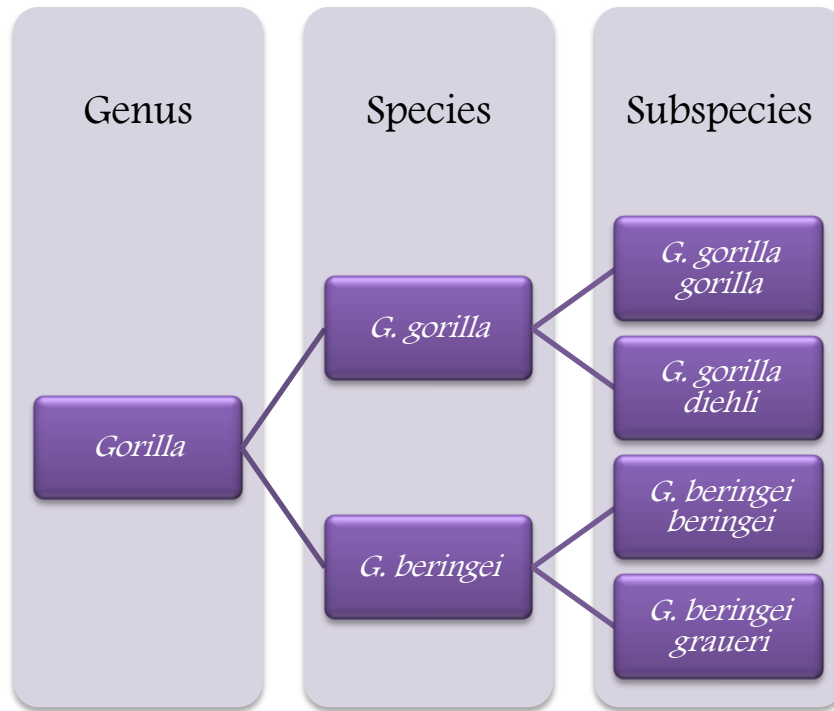 Genus
Species
Subspecies
Gorilla
G. gorilla
G. beringei
G. gorilla
gorilla
G. gorilla
diehli
G. beringei
beringei
G. beringei
graueri